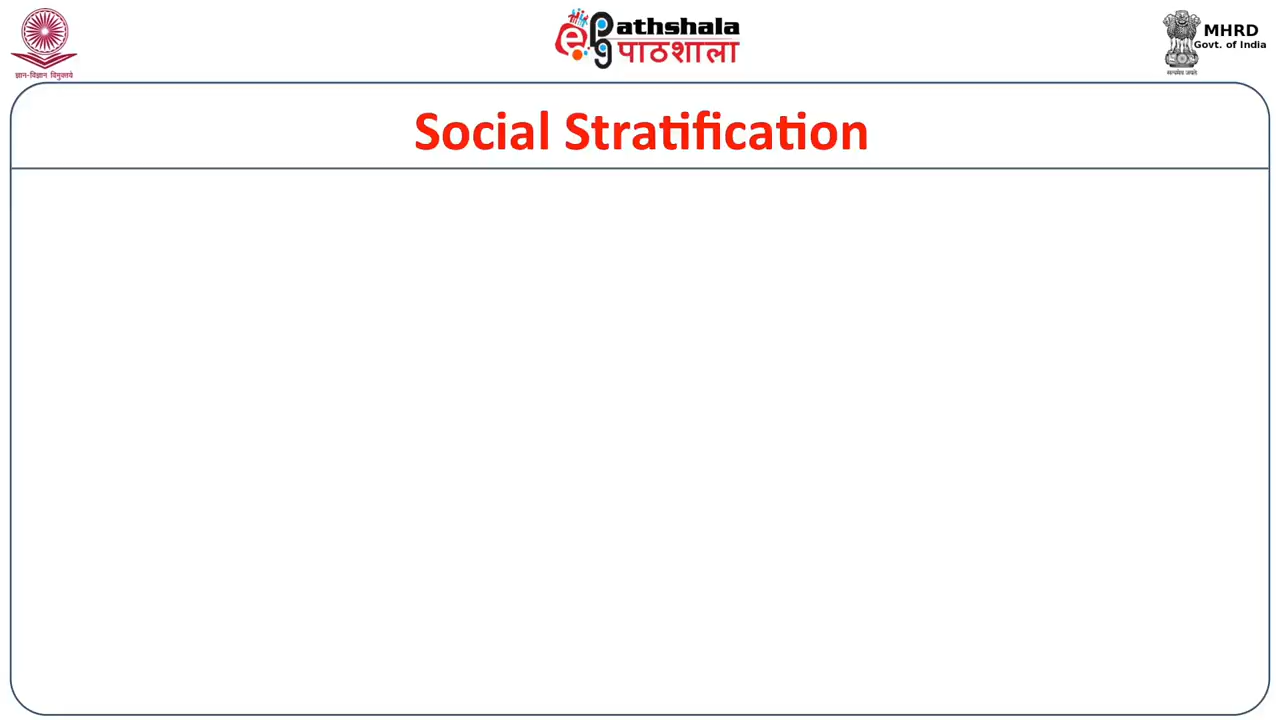 ज्ञान-विज्ञान विमुक्तये
e Pathshala
पाठशाला
MHRD
Govt. of India
सत्यमेव जयते
Social Stratification